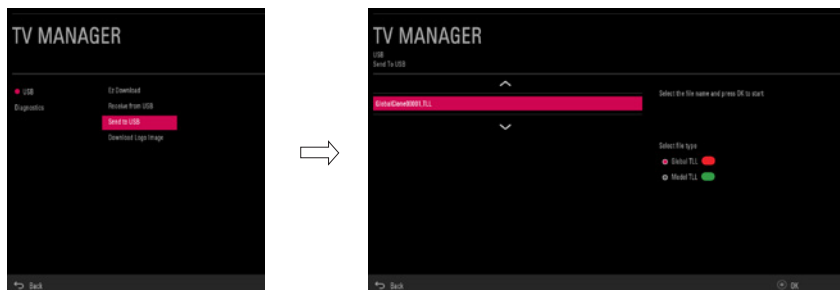 TV MANAGER
USB
Ez Download
Diagnostics
Receive from USB
Send to USB
Download Logo Image
Back
TV MANAGER
USB
Send To USB
GlobalClone00001.TLL
Select the file name and press OK to start
Select file type
Global TLL
Model TLL
Back
OK